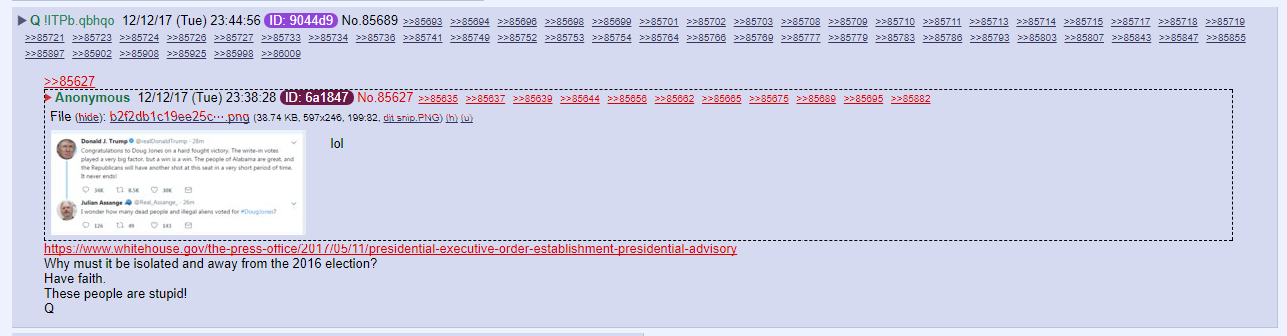 ▶ Q !ITPb.qbhqo 12/12/17 (Tue) 23:44:56 ID: 9044d9 No.85689 >>85693 >>85694 >>85696 >>85698 >>85699 >>85701 >>85702 >>85703 >>85708 >>85709 >>85710 >>85711 >>85713 >>85714 >>85715 >>85717 >>85718 >>85719
>>85721 >>85723 >>85724 >>85726 >>85727 >>85733 >>85734 >>85736 >>85741 >>85749 >>85752 >>85753 >>85754 >>85764 >>85766 >>85769 >>85777 >>85779 >>85783 >>85786 >>85793 >>85803 >>85807 >>85843 >>85847 >>85855
>>85897 >>85902 >>85908 >>85925 >>85998 >>86009
>>85627
▶ Anonymous 12/12/17 (Tue) 23:38:28 ID: 6a1847 No.85627 >>85635 >>85637 >>85639 >>85644 >>85656 >>85662 >>85665 >>85675 >>85689 >>85695 >>85882
File (hide): b2f2db1c19ee25c⋯.png (38.74 KB, 597x246, 199:82, djt snip.PNG) (h) (u)
Donald J. Trump @realDonaldTrump · 28m
Congratulations to Doug Jones on a hard fought victory. The write-in votes
played a very big factor, but a win is a win. The people of Alabama are great, and
the Republicans will have another shot at this seat in a very short period of time.
It never ends!
34K 8.5K 30K
Julian Assange @Real_Assange_ · 26m
I wonder how many dead people and illegal aliens voted for #DougJones?
126 49 143
lol
https://www.whitehouse.gov/the-press-office/2017/05/11/presidential-executive-order-establishment-presidential-advisory
Why must it be isolated and away from the 2016 election?
Have faith.
These people are stupid!
Q